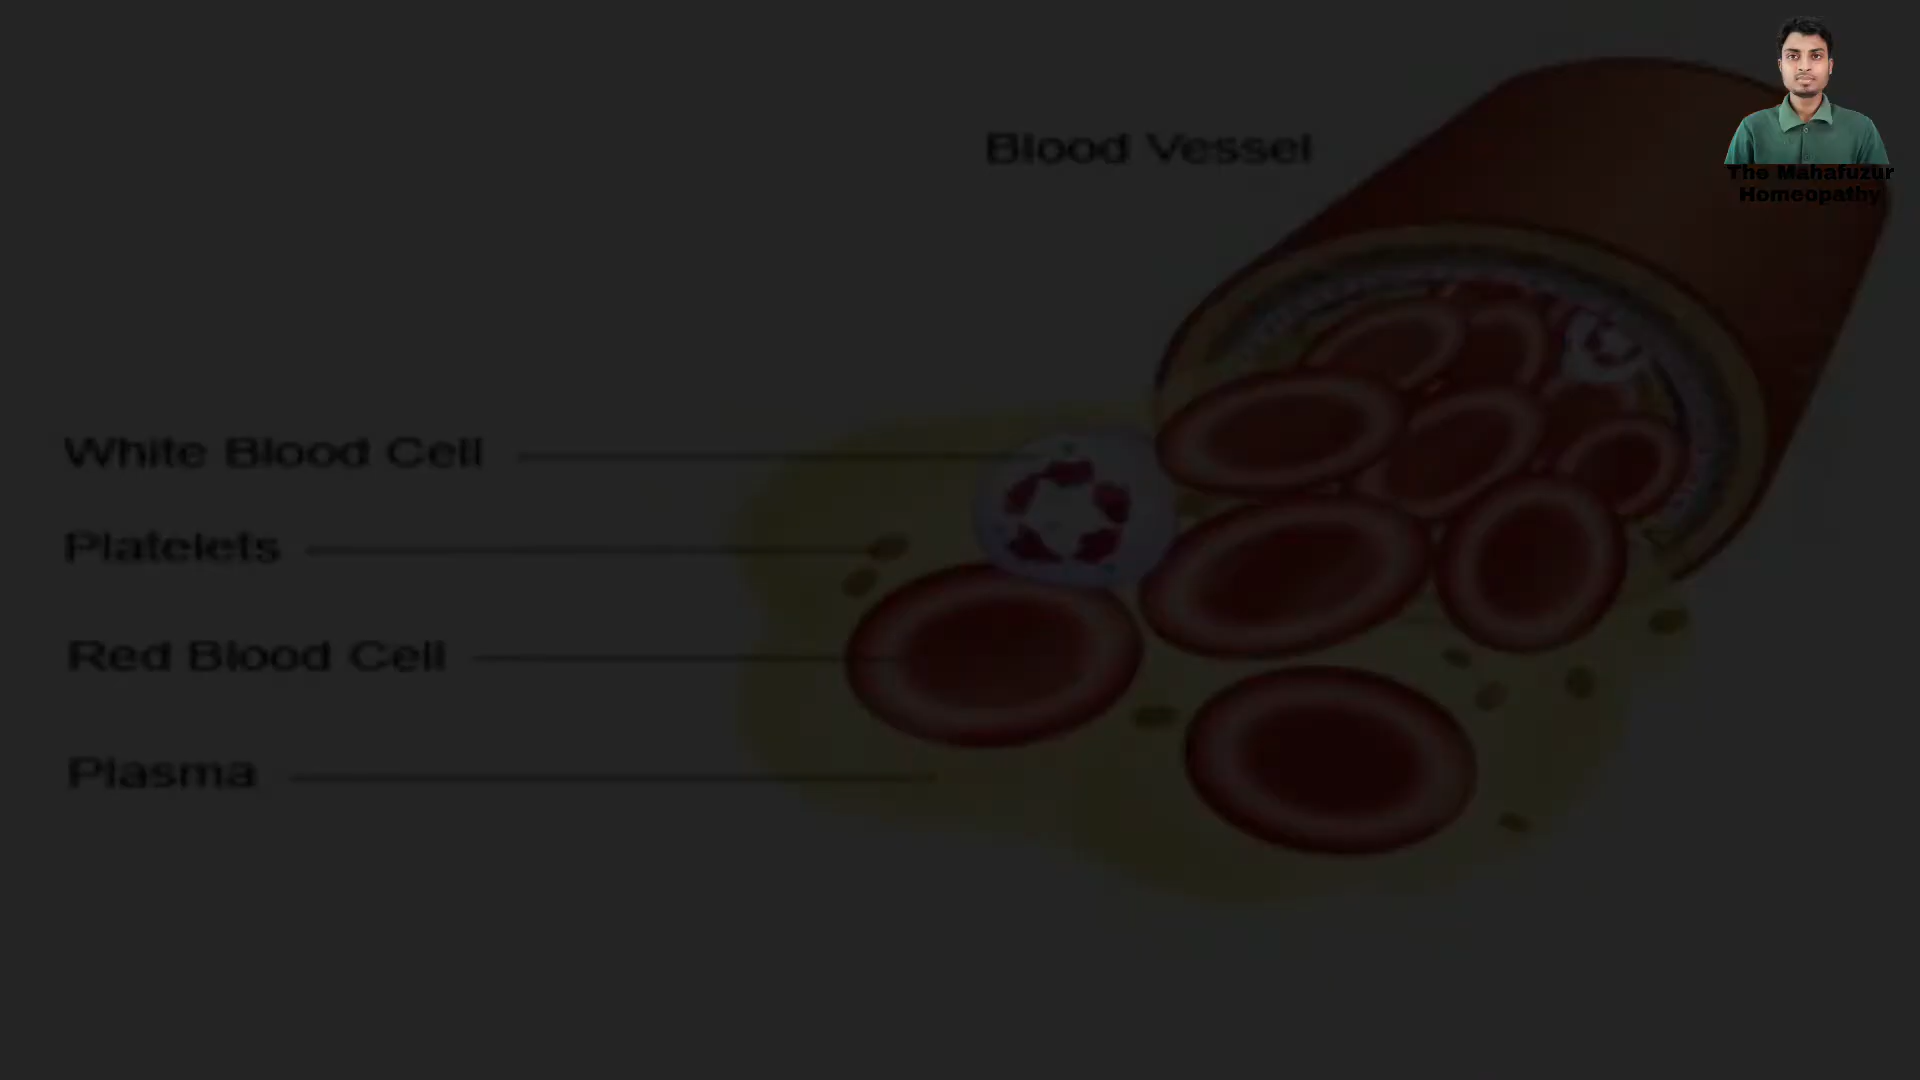 The Mahafuzur
Homeopathy
Blood Vessel
White Blood Cell
Platelets
Red Blood Cell
Plasma